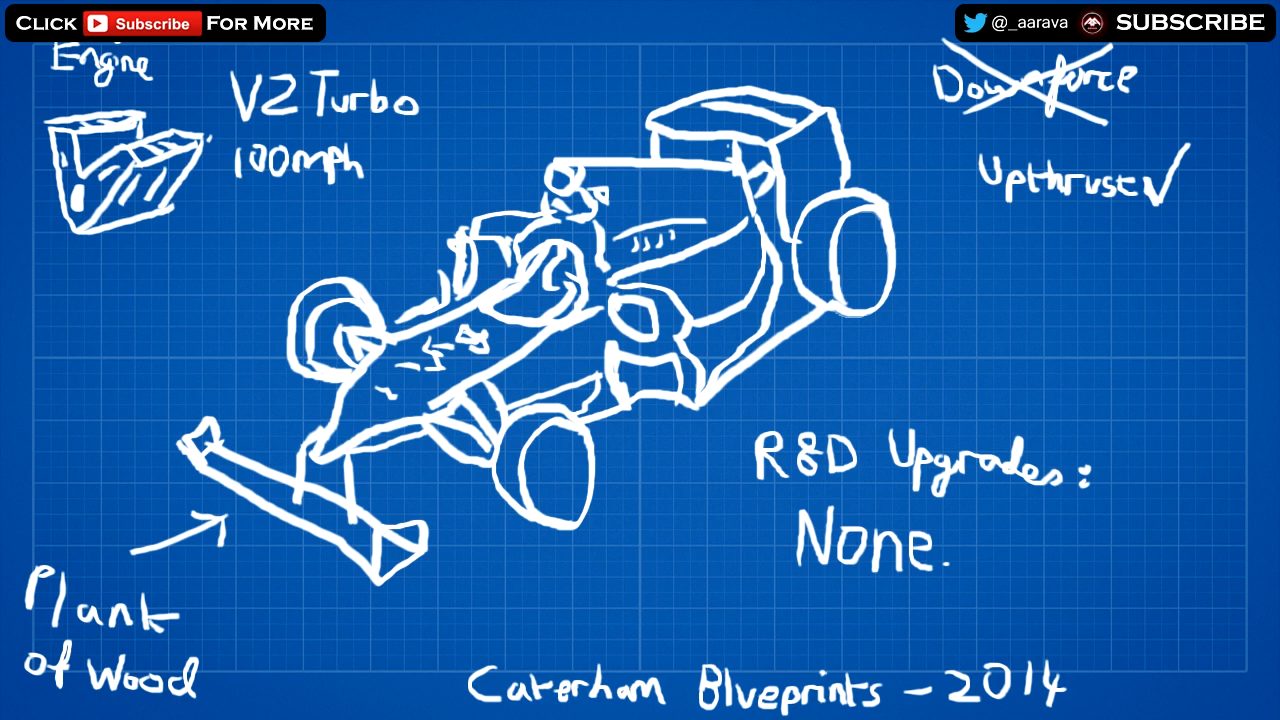 CLICK Subscribe FOR MORE
@_aarava SUBSCRIBE
Engine
V2 Turbo
100mph
Downforce
Upthrust ✓
R&D Upgrades:
None.
Plank
of Wood
Caterham Blueprints - 2014